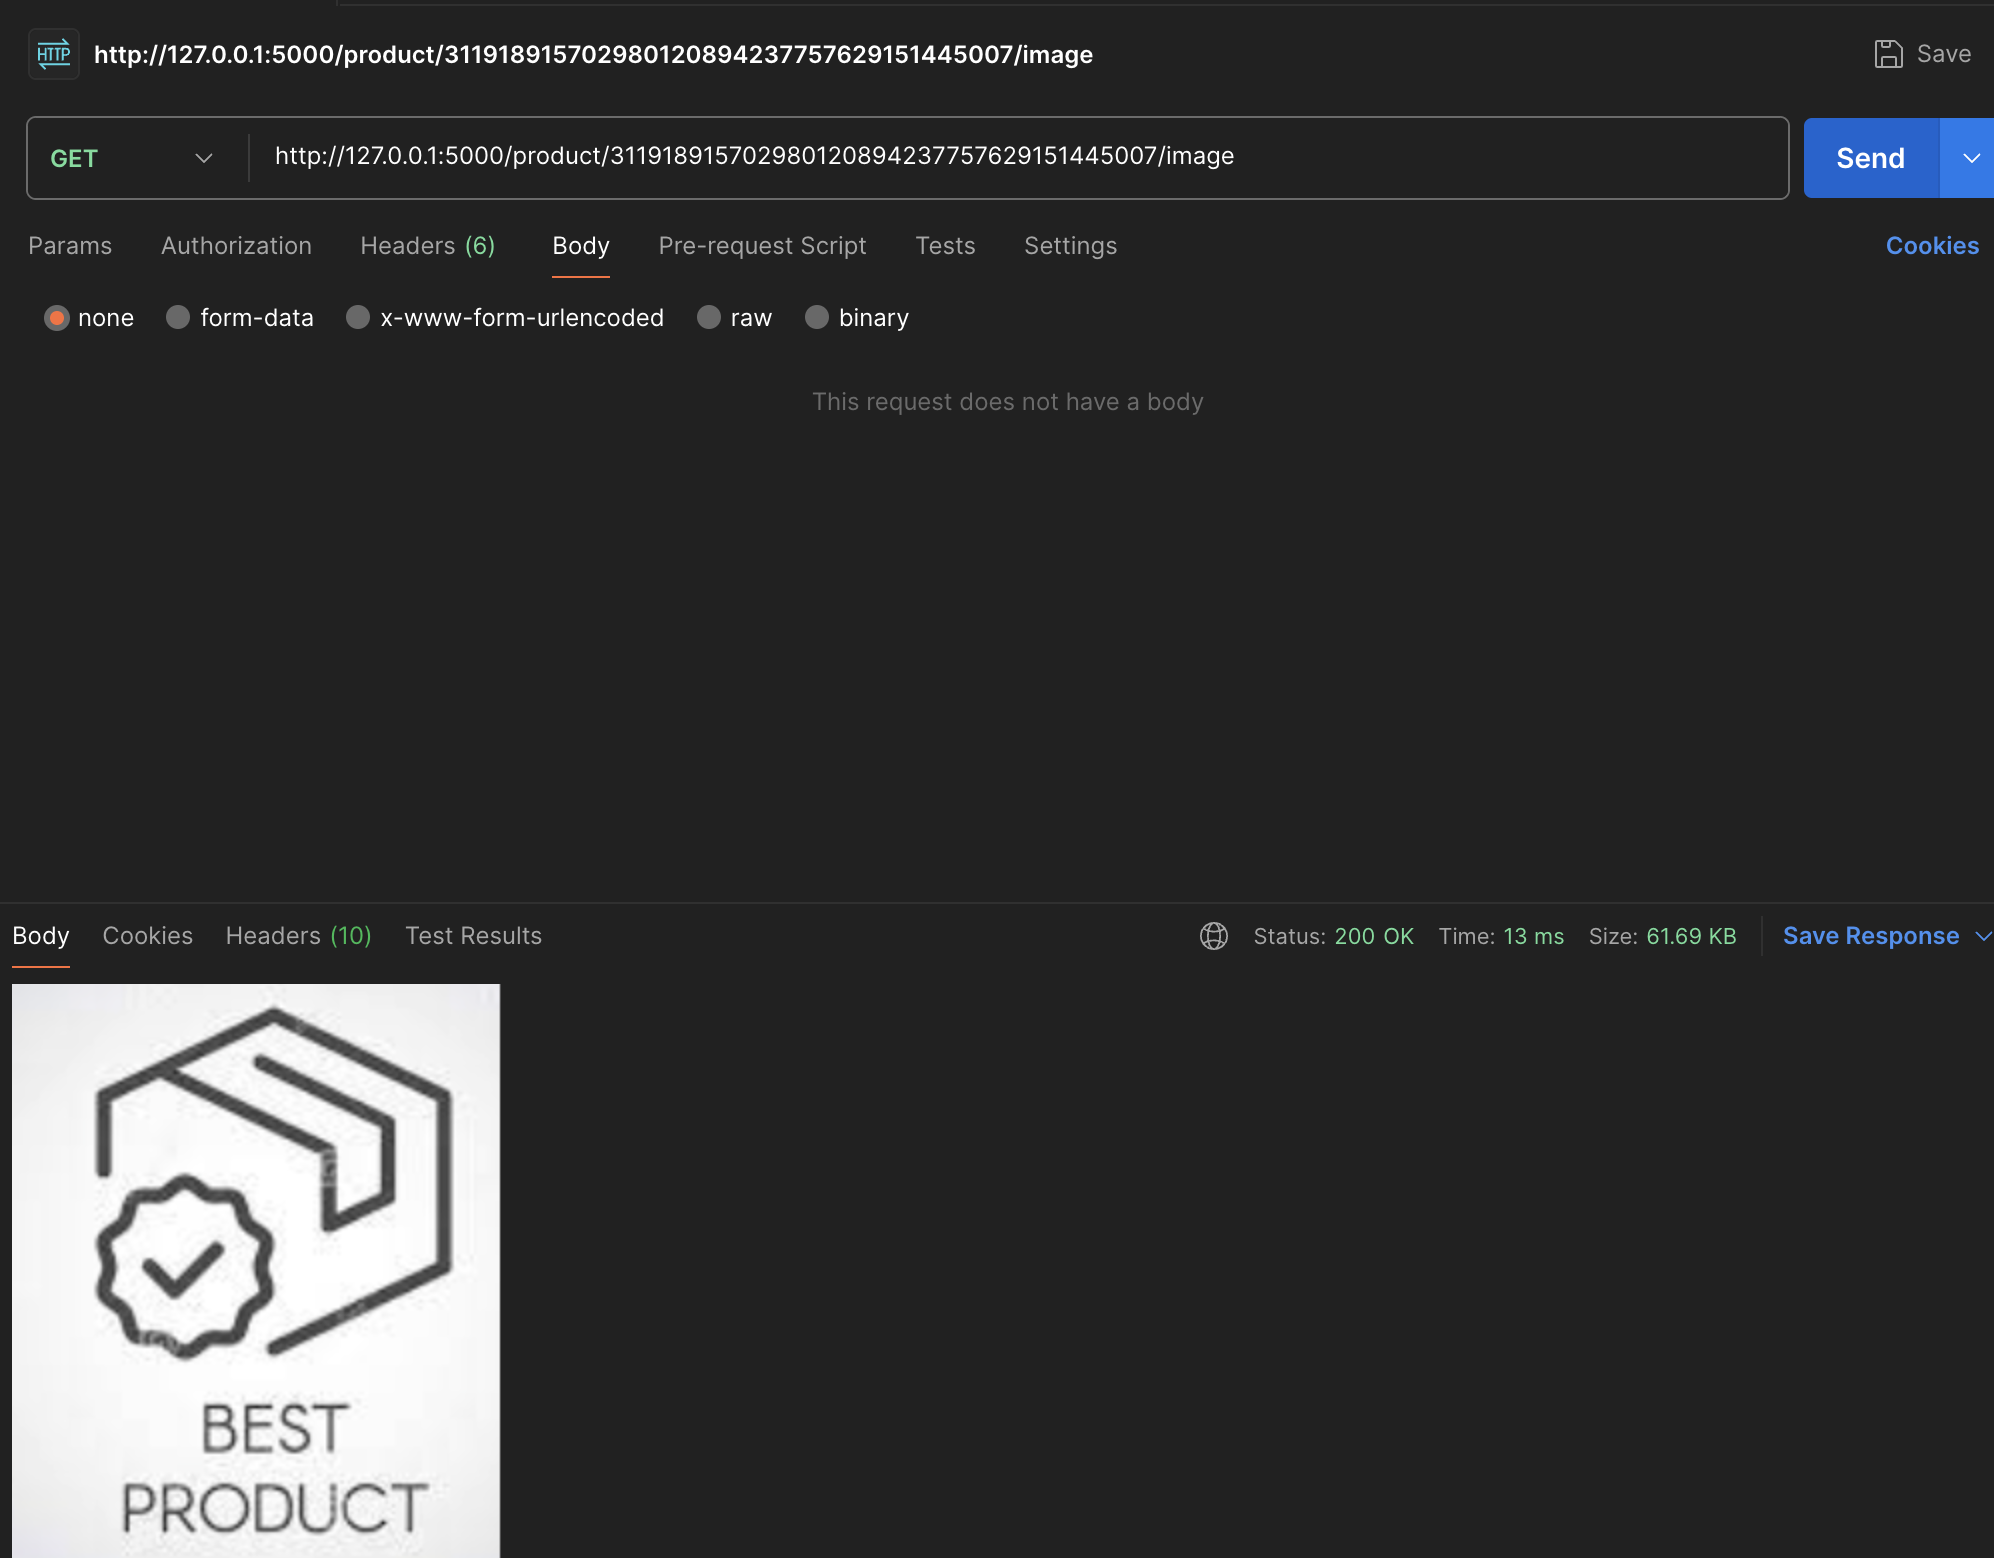 HTTP http://127.0.0.1:5000/product/311918915702980120894237757629151445007/image Save
GET http://127.0.0.1:5000/product/311918915702980120894237757629151445007/image Send
Params Authorization Headers (6) Body Pre-request Script Tests Settings Cookies
none form-data x-www-form-urlencoded raw binary
This request does not have a body
Body Cookies Headers (10) Test Results Status: 200 OK Time: 13 ms Size: 61.69 KB Save Response
BEST
PRODUCT